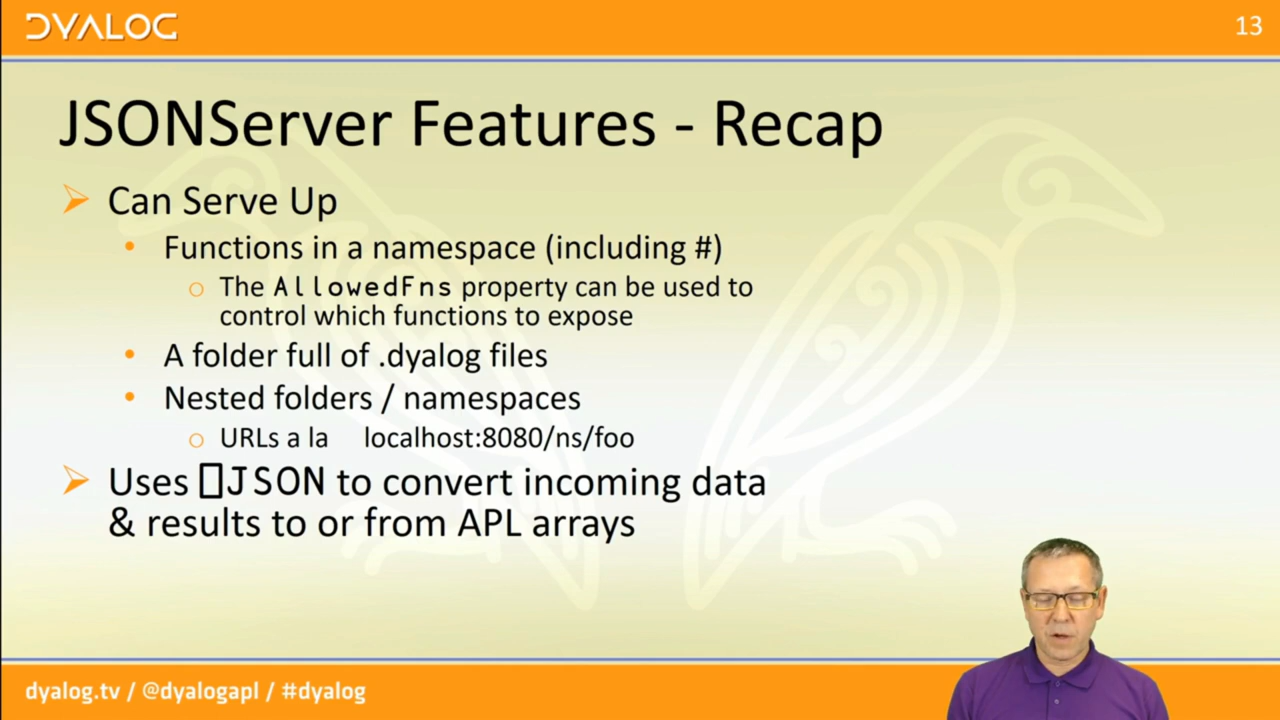 DYALOG
13
JSONServer Features - Recap
Can Serve Up
Functions in a namespace (including #)
The AllowedFns property can be used to
control which functions to expose
A folder full of .dyalog files
Nested folders / namespaces
URLs a la localhost:8080/ns/foo
Uses ⎕JSON to convert incoming data
& results to or from APL arrays
dyalog.tv / @dyalogapl / #dyalog